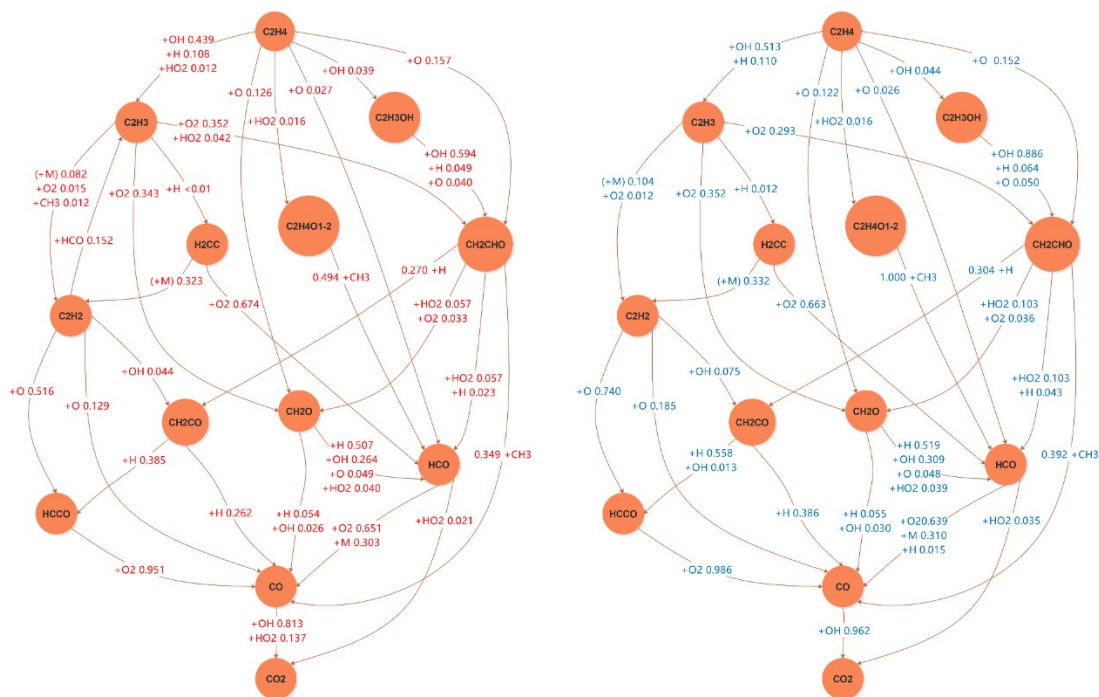 C2H4
+OH 0.439
+H 0.108
+HO2 0.012
+O 0.157
+OH 0.039
+O 0.126
+O 0.027
+HO2 0.016
C2H3OH
C2H3
+O2 0.352
+HO2 0.042
+OH 0.594
+H 0.049
+O 0.040
(+M) 0.082
+O2 0.015
+CH3 0.012
+O2 0.343
+H <0.01
C2H4O1-2
+HCO 0.152
H2CC
CH2CHO
(+M) 0.323
0.494 +CH3
0.270 +H
+O2 0.674
+HO2 0.057
+O2 0.033
C2H2
+OH 0.044
+O 0.516
+O 0.129
+HO2 0.057
+H 0.023
CH2CO
CH2O
+H 0.507
+OH 0.264
+O 0.049
+HO2 0.040
HCO
0.349 +CH3
+H 0.385
HCCO
+H 0.262
+H 0.054
+OH 0.026
+O2 0.651
+M 0.303
+HO2 0.021
+O2 0.951
CO
+OH 0.813
+HO2 0.137
CO2
C2H4
+OH 0.513
+H 0.110
+O 0.152
+OH 0.044
+O 0.122
+O 0.026
+HO2 0.016
C2H3OH
C2H3
+O2 0.293
+OH 0.886
+H 0.064
+O 0.050
(+M) 0.104
+O2 0.012
+O2 0.352
+H 0.012
C2H4O1-2
H2CC
CH2CHO
(+M) 0.332
1.000 +CH3
0.304 +H
+O2 0.663
+HO2 0.103
+O2 0.036
C2H2
+OH 0.075
+O 0.740
+O 0.185
+HO2 0.103
+H 0.043
CH2CO
CH2O
+H 0.519
+OH 0.309
+O 0.048
+HO2 0.039
HCO
0.392 +CH3
+H 0.558
+OH 0.013
HCCO
+H 0.386
+H 0.055
+OH 0.030
+O20.639
+M 0.310
+H 0.015
+HO2 0.035
+O2 0.986
CO
+OH 0.962
CO2